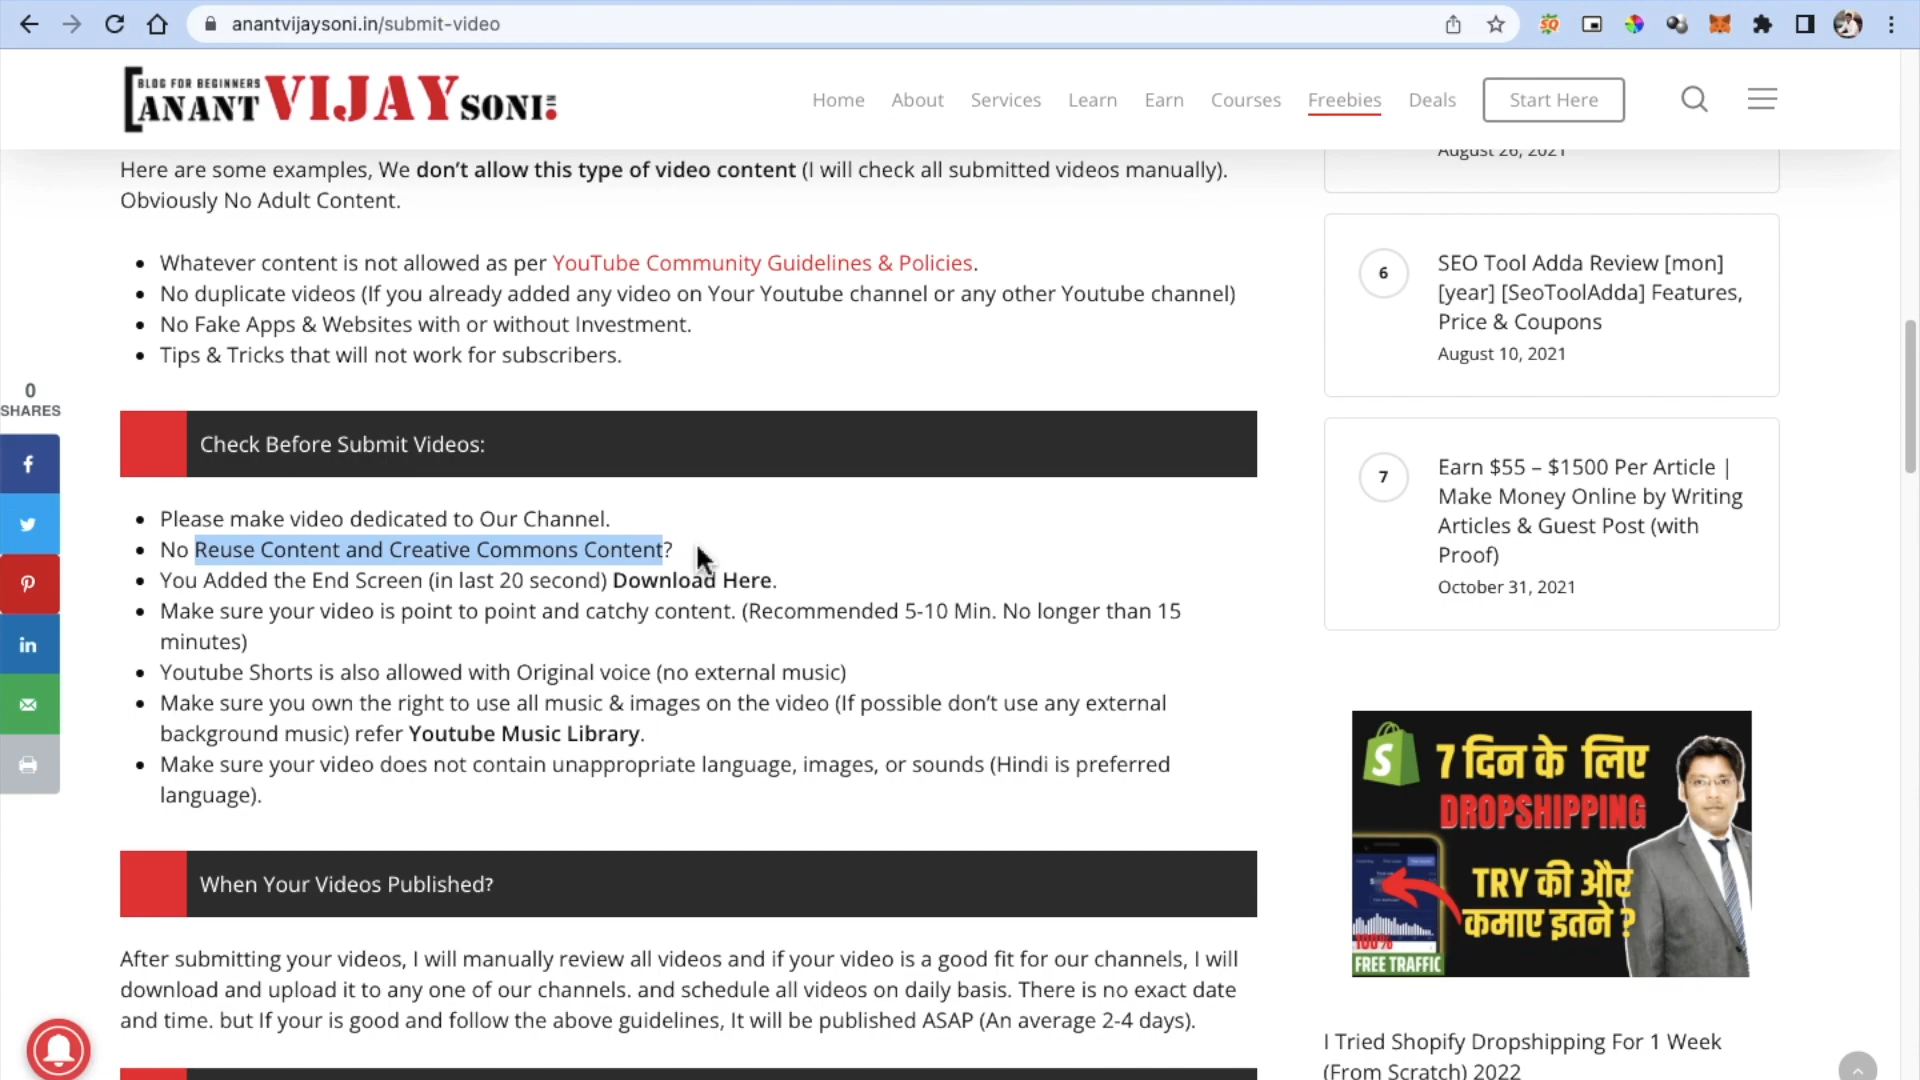 anantvijaysoni.in/submit-video
BLOG FOR BEGINNERS
ANANT VIJAY SONI
Home About Services Learn Earn Courses Freebies Deals Start Here
Here are some examples, We don't allow this type of video content (I will check all submitted videos manually).
Obviously No Adult Content.
Whatever content is not allowed as per YouTube Community Guidelines & Policies.
No duplicate videos (If you already added any video on Your Youtube channel or any other Youtube channel)
No Fake Apps & Websites with or without Investment.
Tips & Tricks that will not work for subscribers.
0
SHARES
Check Before Submit Videos:
Please make video dedicated to Our Channel.
No Reuse Content and Creative Commons Content?
You Added the End Screen (in last 20 second) Download Here.
Make sure your video is point to point and catchy content. (Recommended 5-10 Min. No longer than 15
minutes)
Youtube Shorts is also allowed with Original voice (no external music)
Make sure you own the right to use all music & images on the video (If possible don't use any external
background music) refer Youtube Music Library.
Make sure your video does not contain unappropriate language, images, or sounds (Hindi is preferred
language).
When Your Videos Published?
After submitting your videos, I will manually review all videos and if your video is a good fit for our channels, I will
download and upload it to any one of our channels. and schedule all videos on daily basis. There is no exact date
and time. but If your is good and follow the above guidelines, It will be published ASAP (An average 2-4 days).
August 26, 2021
6
SEO Tool Adda Review [mon]
[year] [SeoToolAdda] Features,
Price & Coupons
August 10, 2021
7
Earn $55 – $1500 Per Article |
Make Money Online by Writing
Articles & Guest Post (with
Proof)
October 31, 2021
7 दिन के लिए
DROPSHIPPING
TRY की और
कमाए इतने ?
100%
FREE TRAFFIC
I Tried Shopify Dropshipping For 1 Week
(From Scratch) 2022